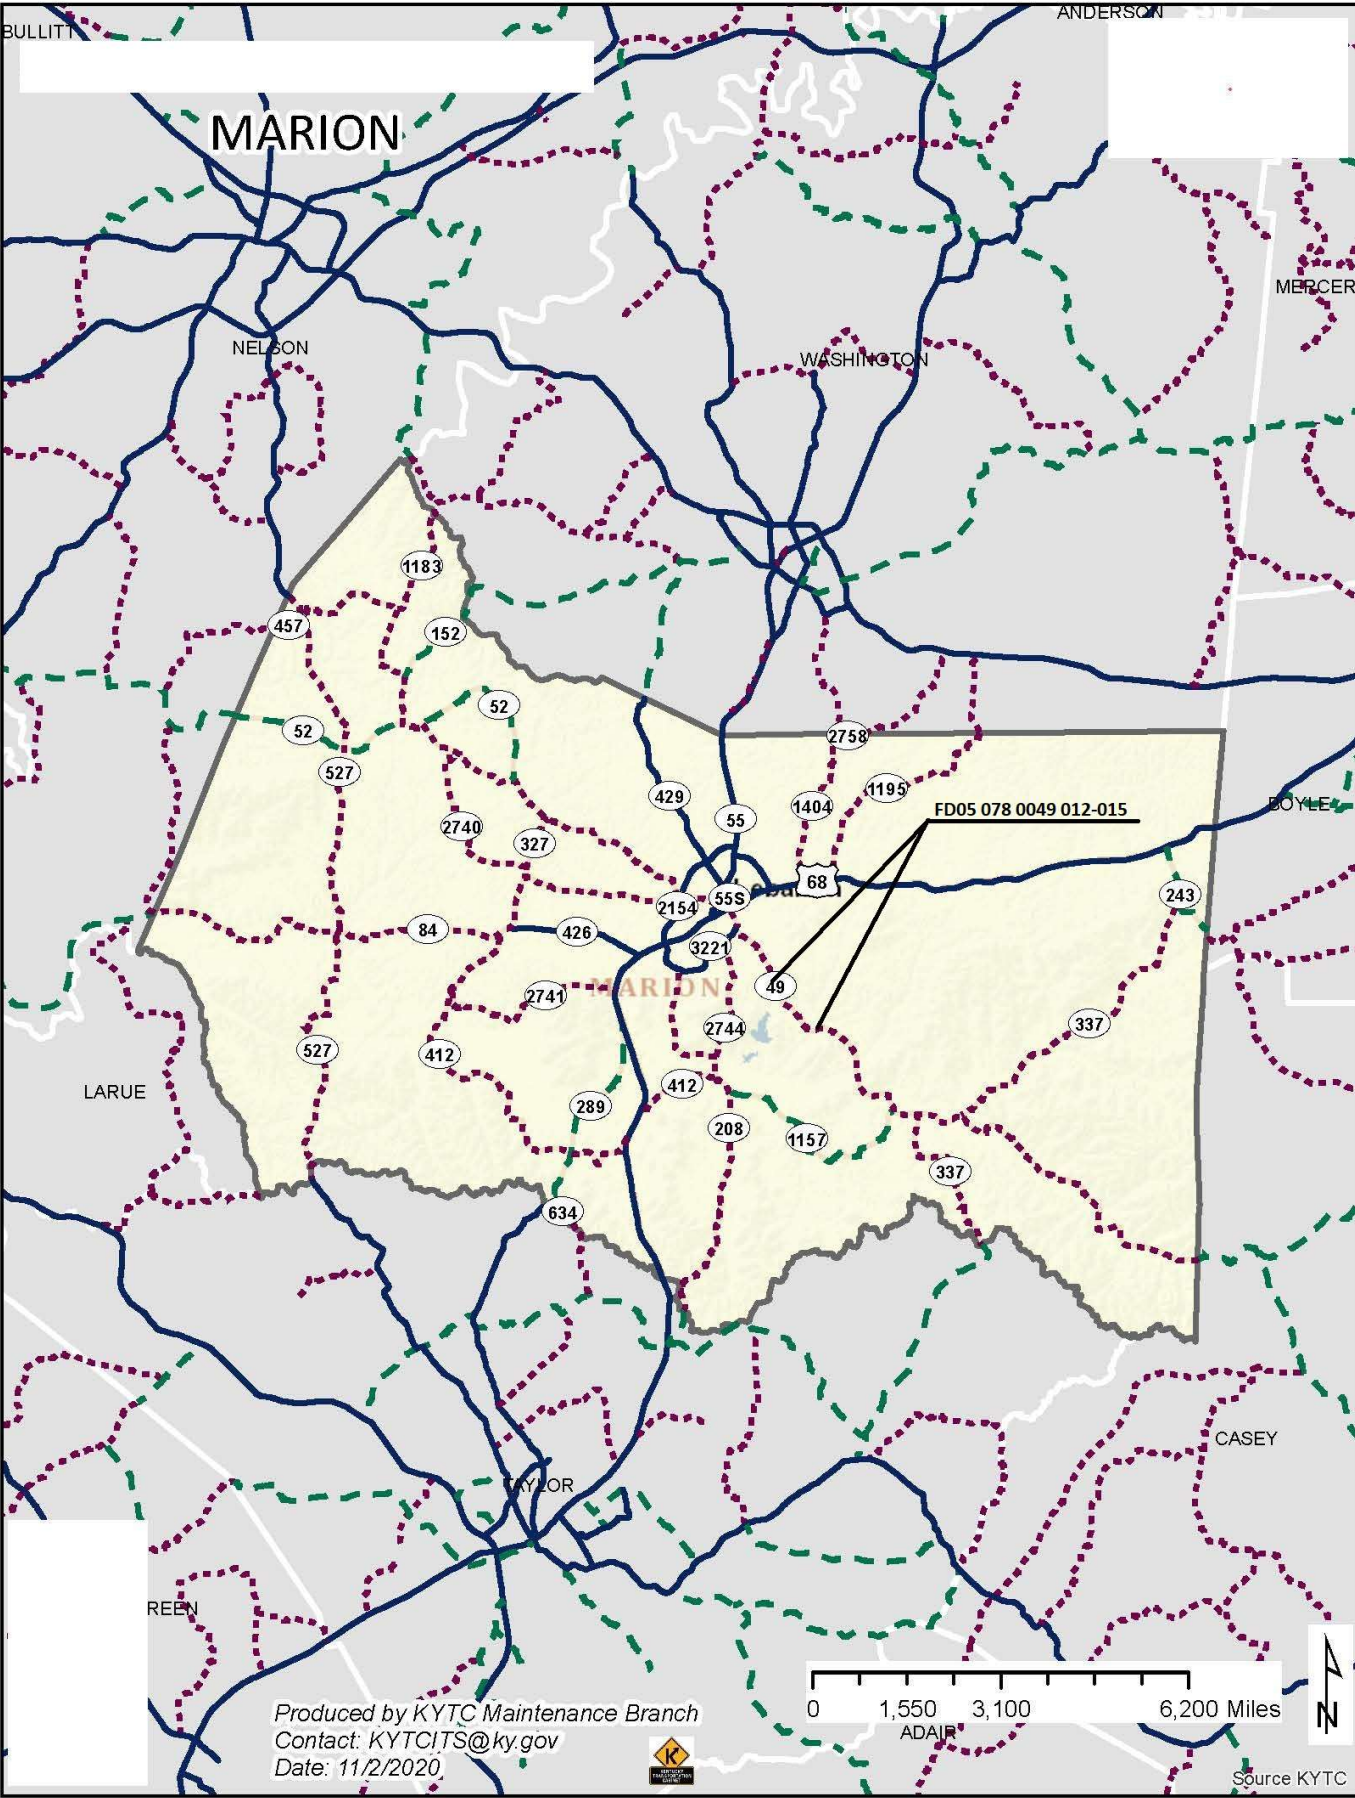 BULLITT
ANDERSON
MARION
MERCER
NELSON
WASHINGTON
1183
457
152
52
52
2758
527
429
1195
1404
55
FD05 078 0049 012-015
BOYLE
2740
327
68
243
55S
2154
84
426
3221
MARION
49
2741
337
2744
527
412
412
LARUE
289
208
1157
337
634
CASEY
TAYLOR
REEN
0 1,550 3,100 6,200 Miles
N
Produced by KYTC Maintenance Branch
Contact: KYTCITS@ky.gov
Date: 11/2/2020
ADAIR
K
KENTUCKY
TRANSPORTATION
CABINET
Source KYTC